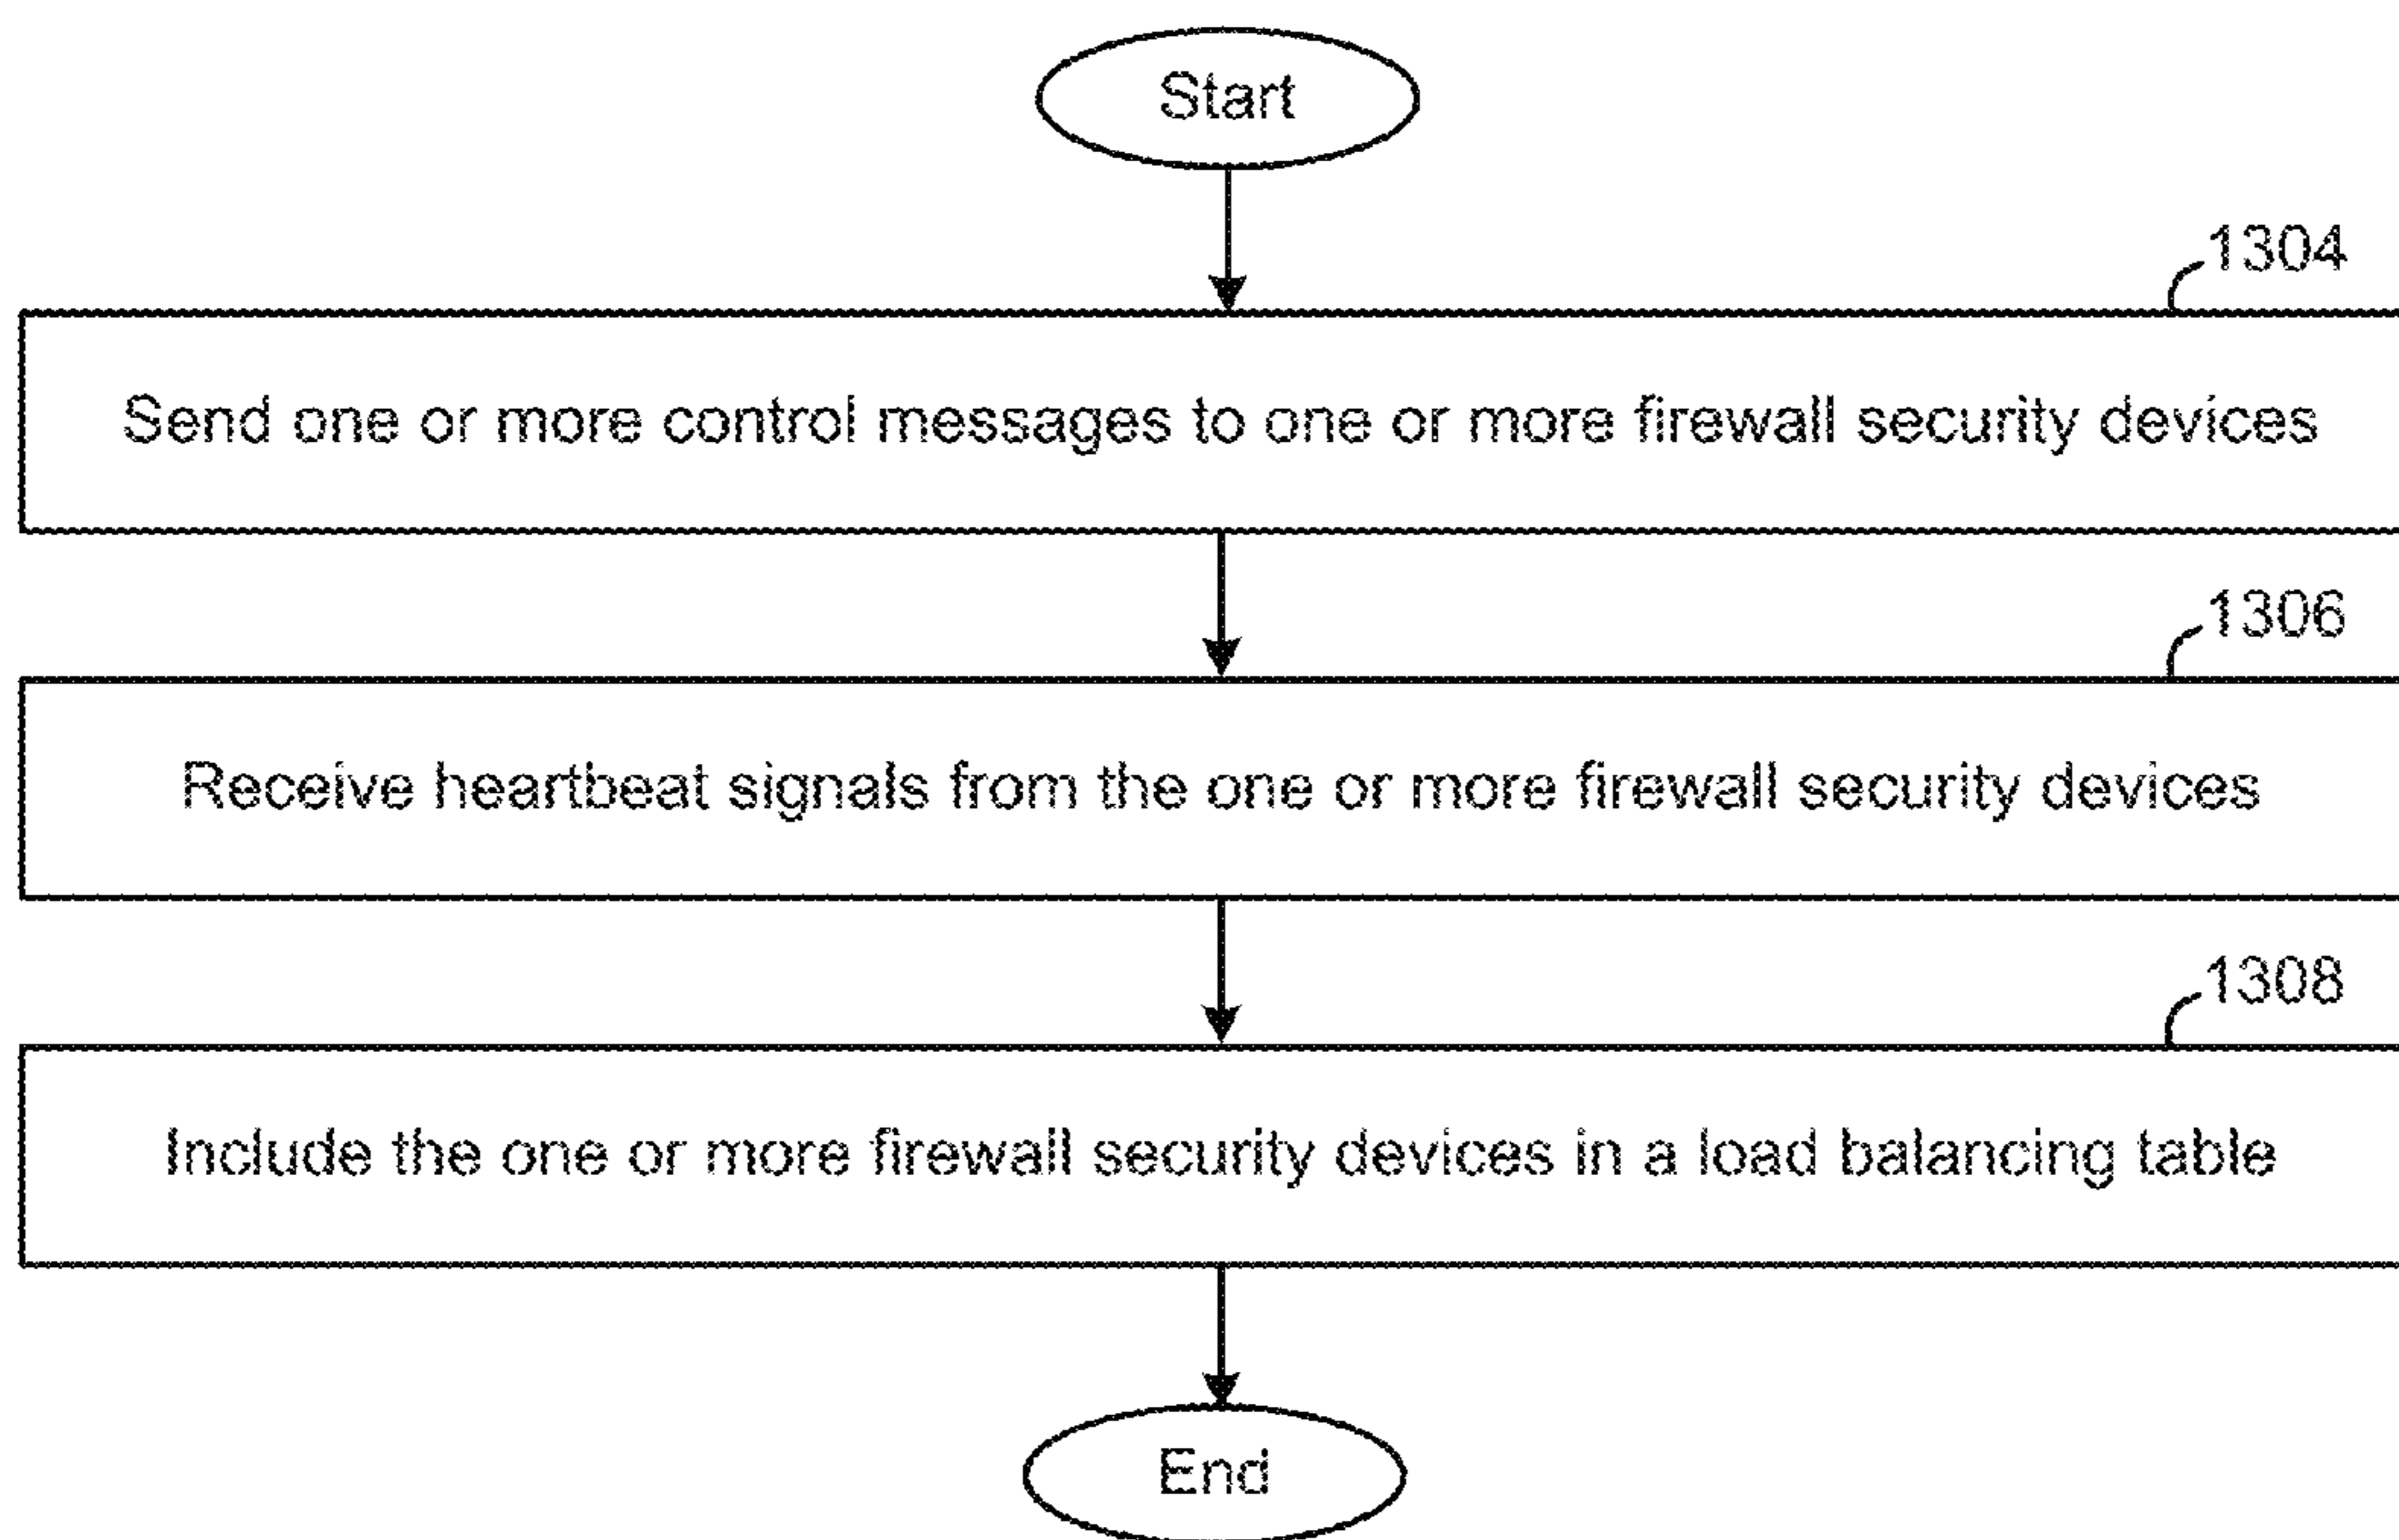 Start
1304
Send one or more control messages to one or more firewall security devices
1306
Receive heartbeat signals from the one or more firewall security devices
1308
Include the one or more firewall security devices in a load balancing table
End